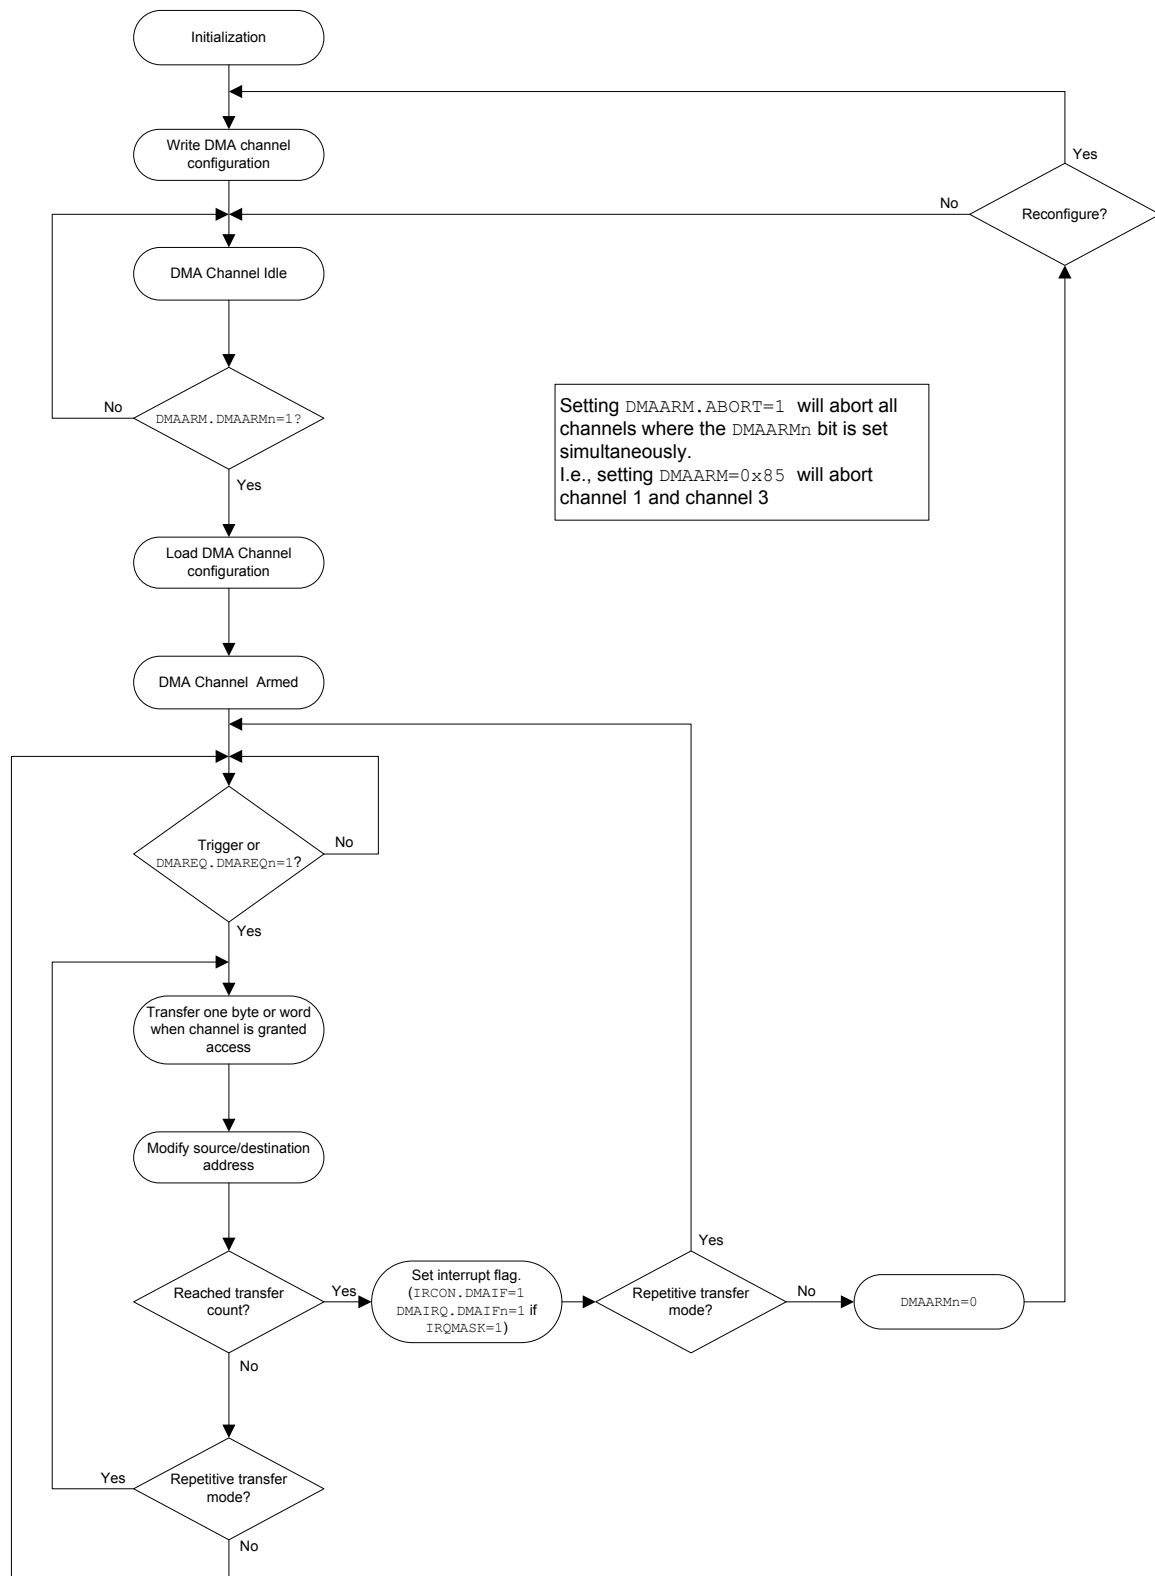 Initialization
Write DMA channel
configuration
Yes
No
Reconfigure?
DMA Channel Idle
No
DMAARM.DMAARMn=1?
Yes
Setting DMAARM.ABORT=1 will abort all
channels where the DMAARMn bit is set
simultaneously.
I.e., setting DMAARM=0x85 will abort
channel 1 and channel 3
Load DMA Channel
configuration
DMA Channel Armed
Trigger or
DMAREQ.DMAREQn=1?
No
Yes
Transfer one byte or word
when channel is granted
access
Modify source/destination
address
Reached transfer
count?
Yes
No
Set interrupt flag.
(IRCON.DMAIF=1
DMAIRQ.DMAIFn=1 if
IRQMASK=1)
Yes
Repetitive transfer
mode?
No
DMAARMn=0
Yes
Repetitive transfer
mode?
No